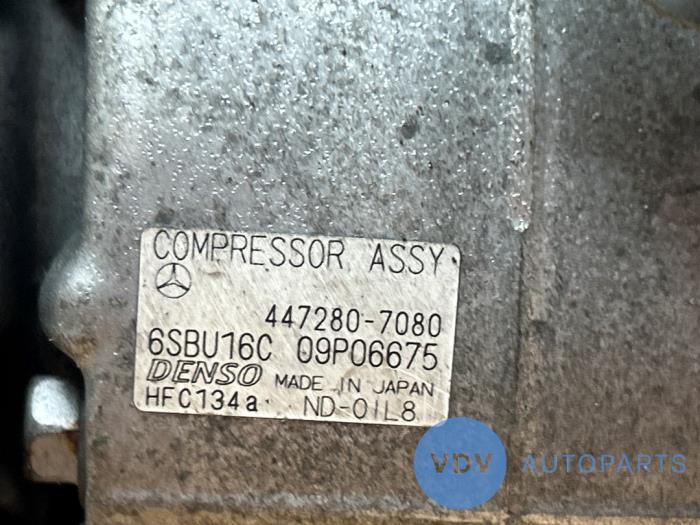 COMPRESSOR ASSY
447280-7080
6SBU16C 09P06675
DENSO MADE IN JAPAN
HFC134a ND-OIL8
VDV AUTOPARTS